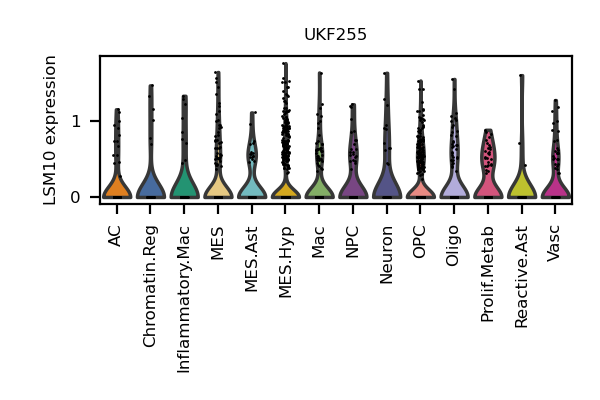 UKF255
LSM10 expression
1
0
AC
Chromatin.Reg
Inflammatory.Mac
MES
MES.Ast
MES.Hyp
Mac
NPC
Neuron
OPC
Oligo
Prolif.Metab
Reactive.Ast
Vasc